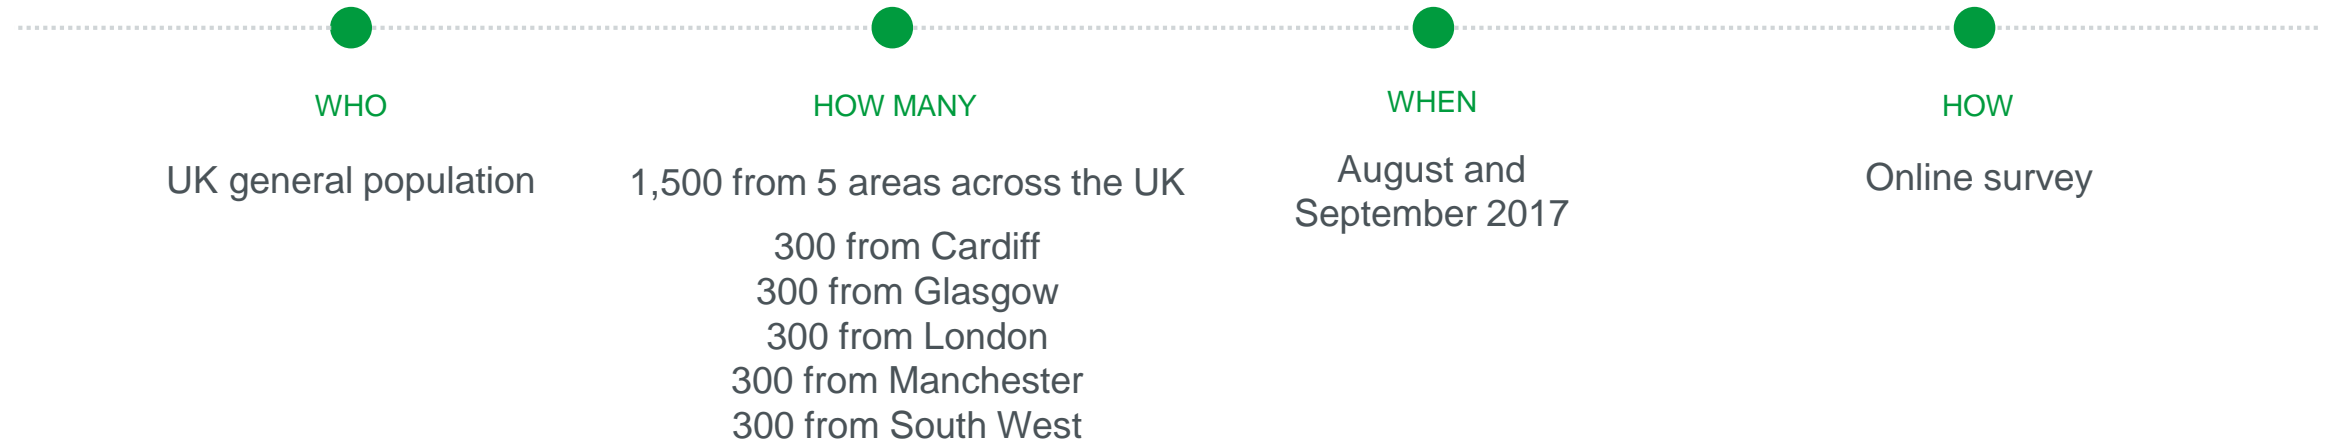 WHO
UK general population
HOW MANY
1,500 from 5 areas across the UK
300 from Cardiff
300 from Glasgow
300 from London
300 from Manchester
300 from South West
WHEN
August and
September 2017
HOW
Online survey